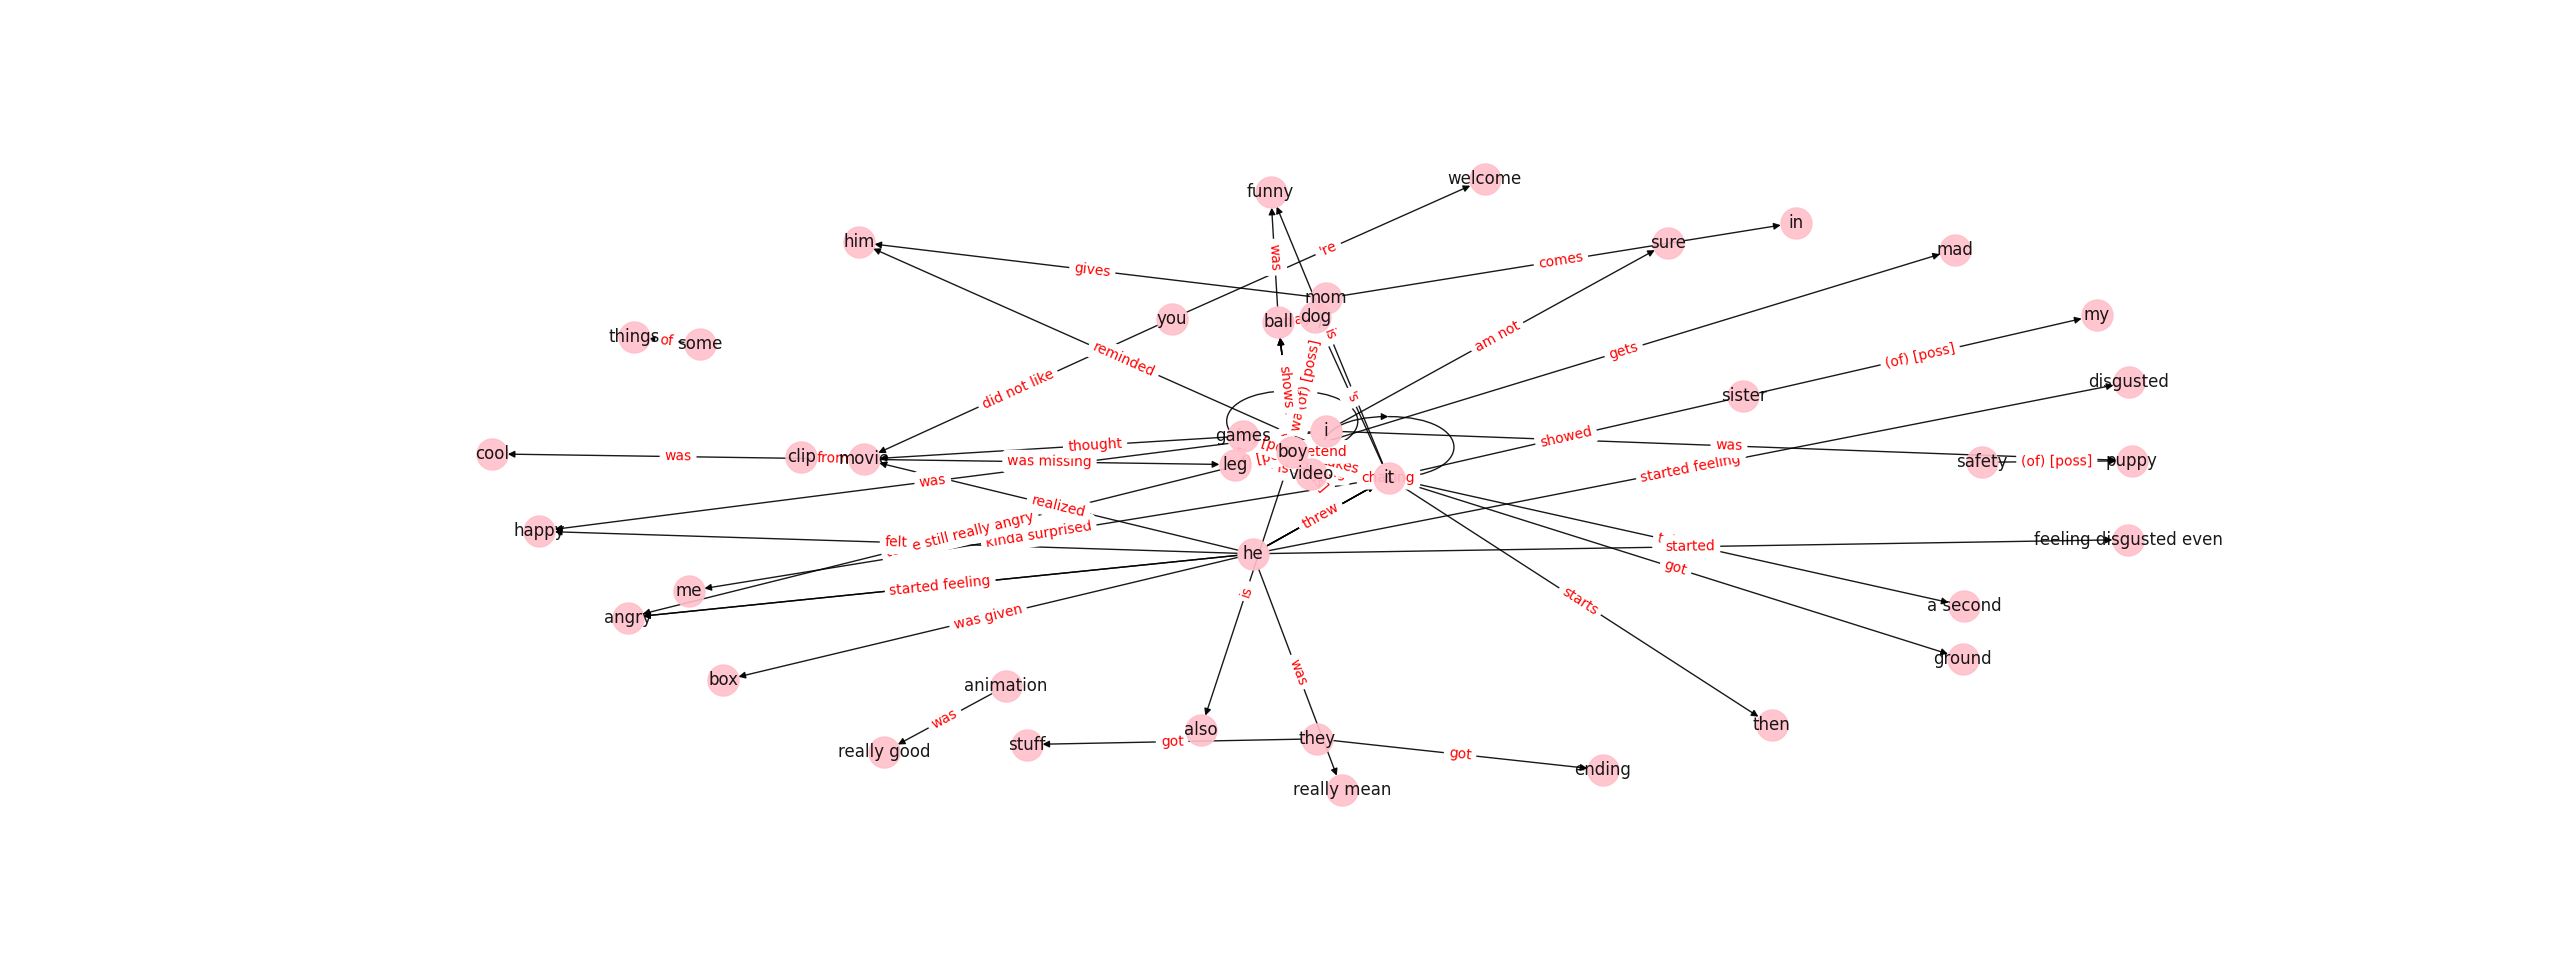 welcome
funny
in
him
sure
mad
was
're
gives
comes
mom
my
you
ball
dog
is
things
of
some
am not
reminded
gets
(of) [poss]
did not like
shows
(of) [poss]
's
disgusted
sister
i
games
showed
thought
was
cool
was
clip
from
movie
was missing
leg
boy
video
it
started feeling
safety
(of) [poss]
puppy
was
realized
threw
happy
felt
e still really angry
kinda surprised
he
started
feeling disgusted even
got
me
started feeling
is
starts
a second
angry
was given
ground
box
animation
was
was
also
they
then
really good
stuff
got
got
ending
really mean